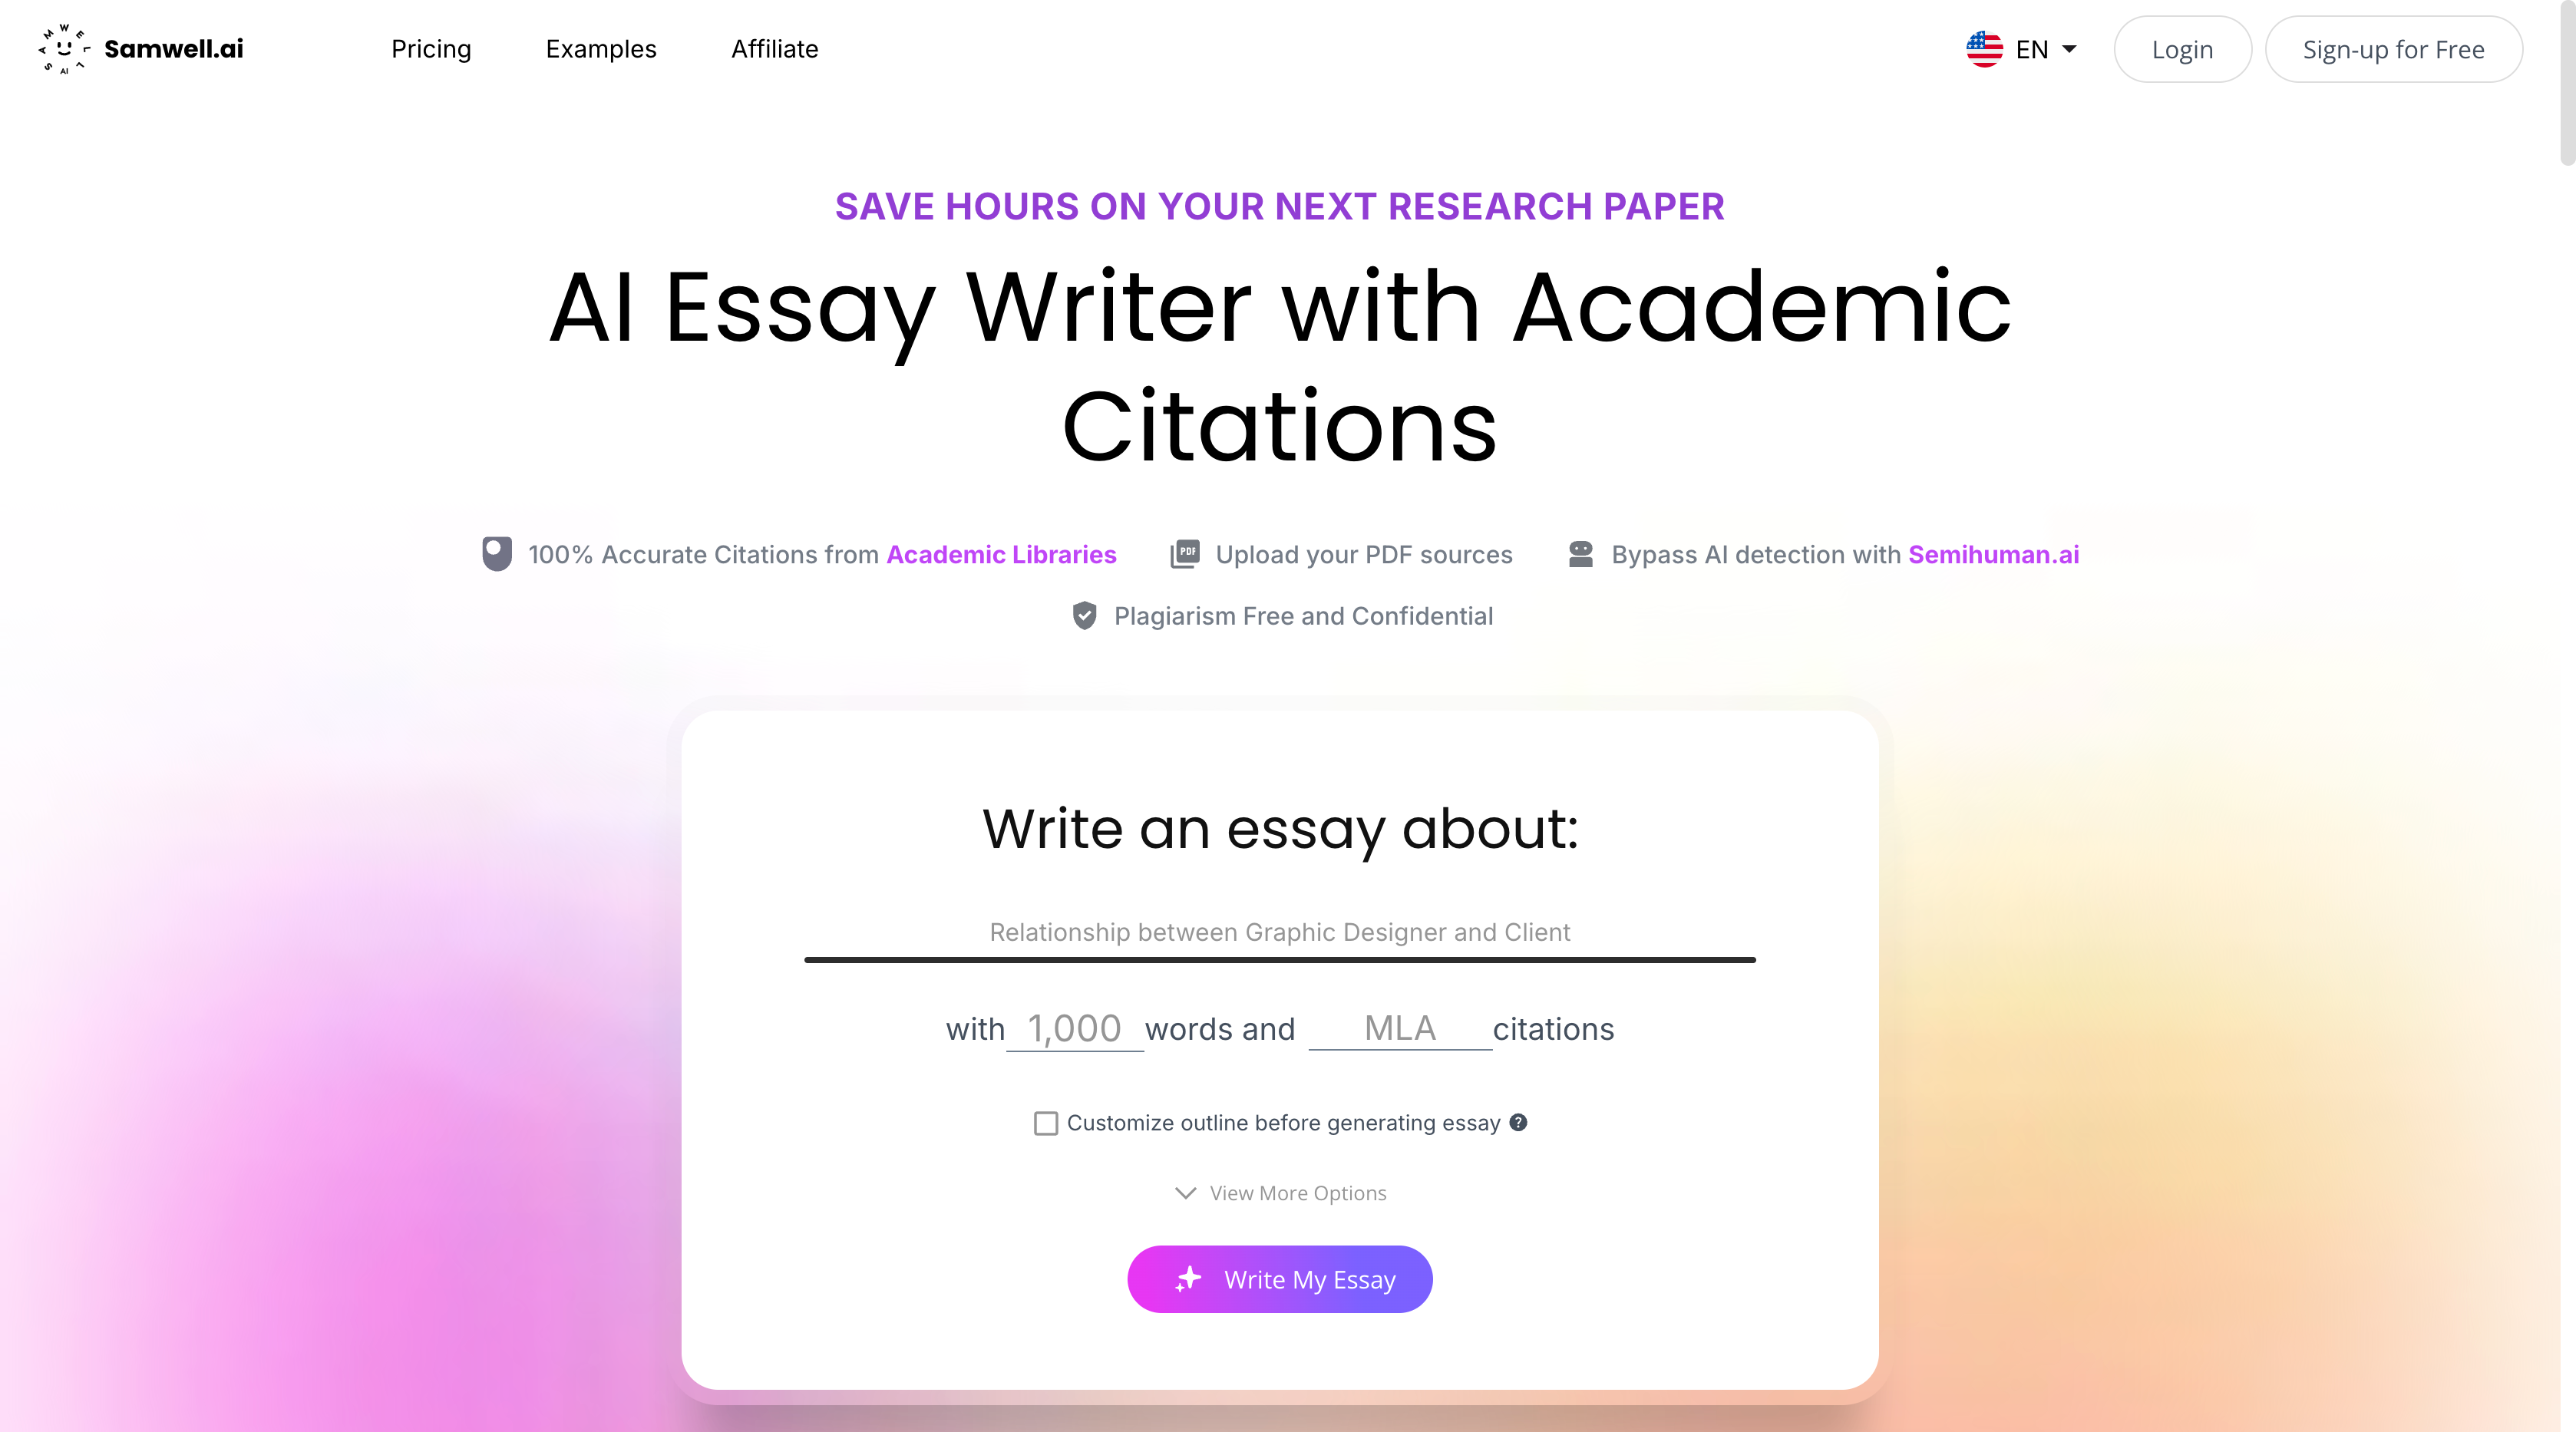 SAMWELL AI
Samwell.ai
Pricing
Examples
Affiliate
EN
Login
Sign-up for Free
SAVE HOURS ON YOUR NEXT RESEARCH PAPER
AI Essay Writer with Academic
Citations
100% Accurate Citations from Academic Libraries
PDF
Upload your PDF sources
Bypass AI detection with Semihuman.ai
Plagiarism Free and Confidential
Write an essay about:
Relationship between Graphic Designer and Client
with 1,000 words and MLA citations
Customize outline before generating essay ?
View More Options
Write My Essay